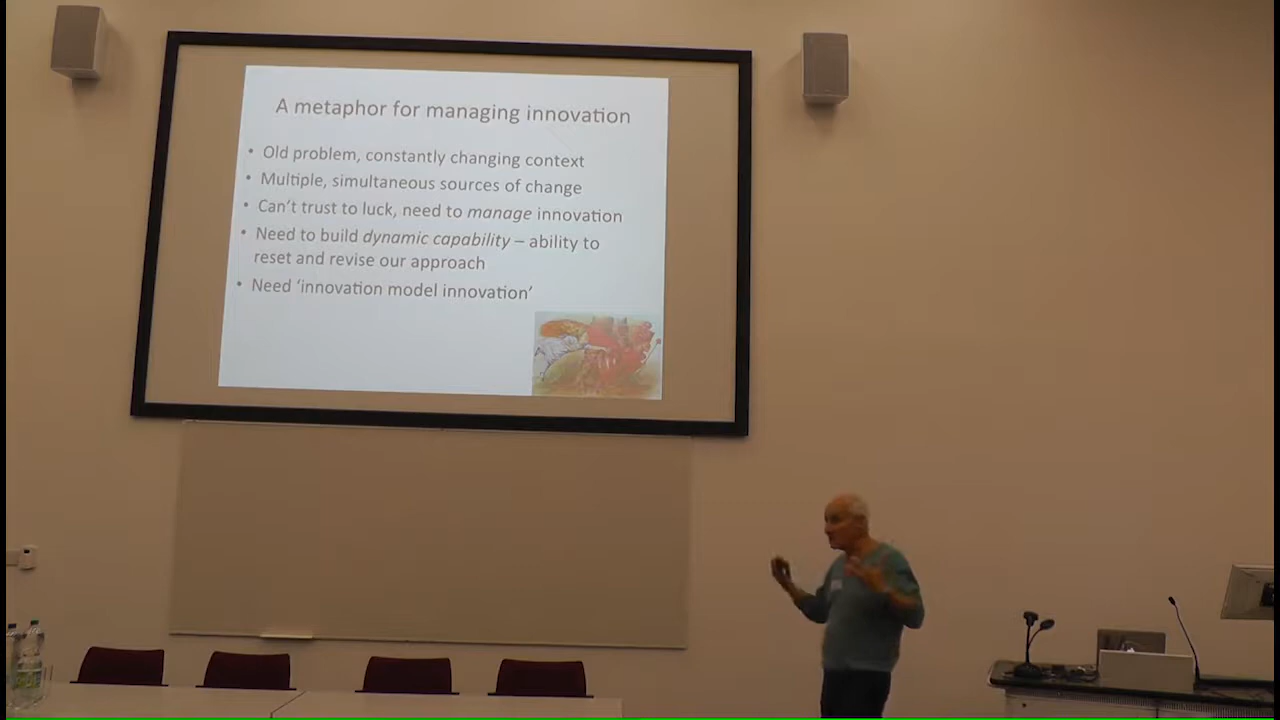 A metaphor for managing innovation
• Old problem, constantly changing context
• Multiple, simultaneous sources of change
• Can't trust to luck, need to manage innovation
• Need to build dynamic capability – ability to
reset and revise our approach
• Need 'innovation model innovation'